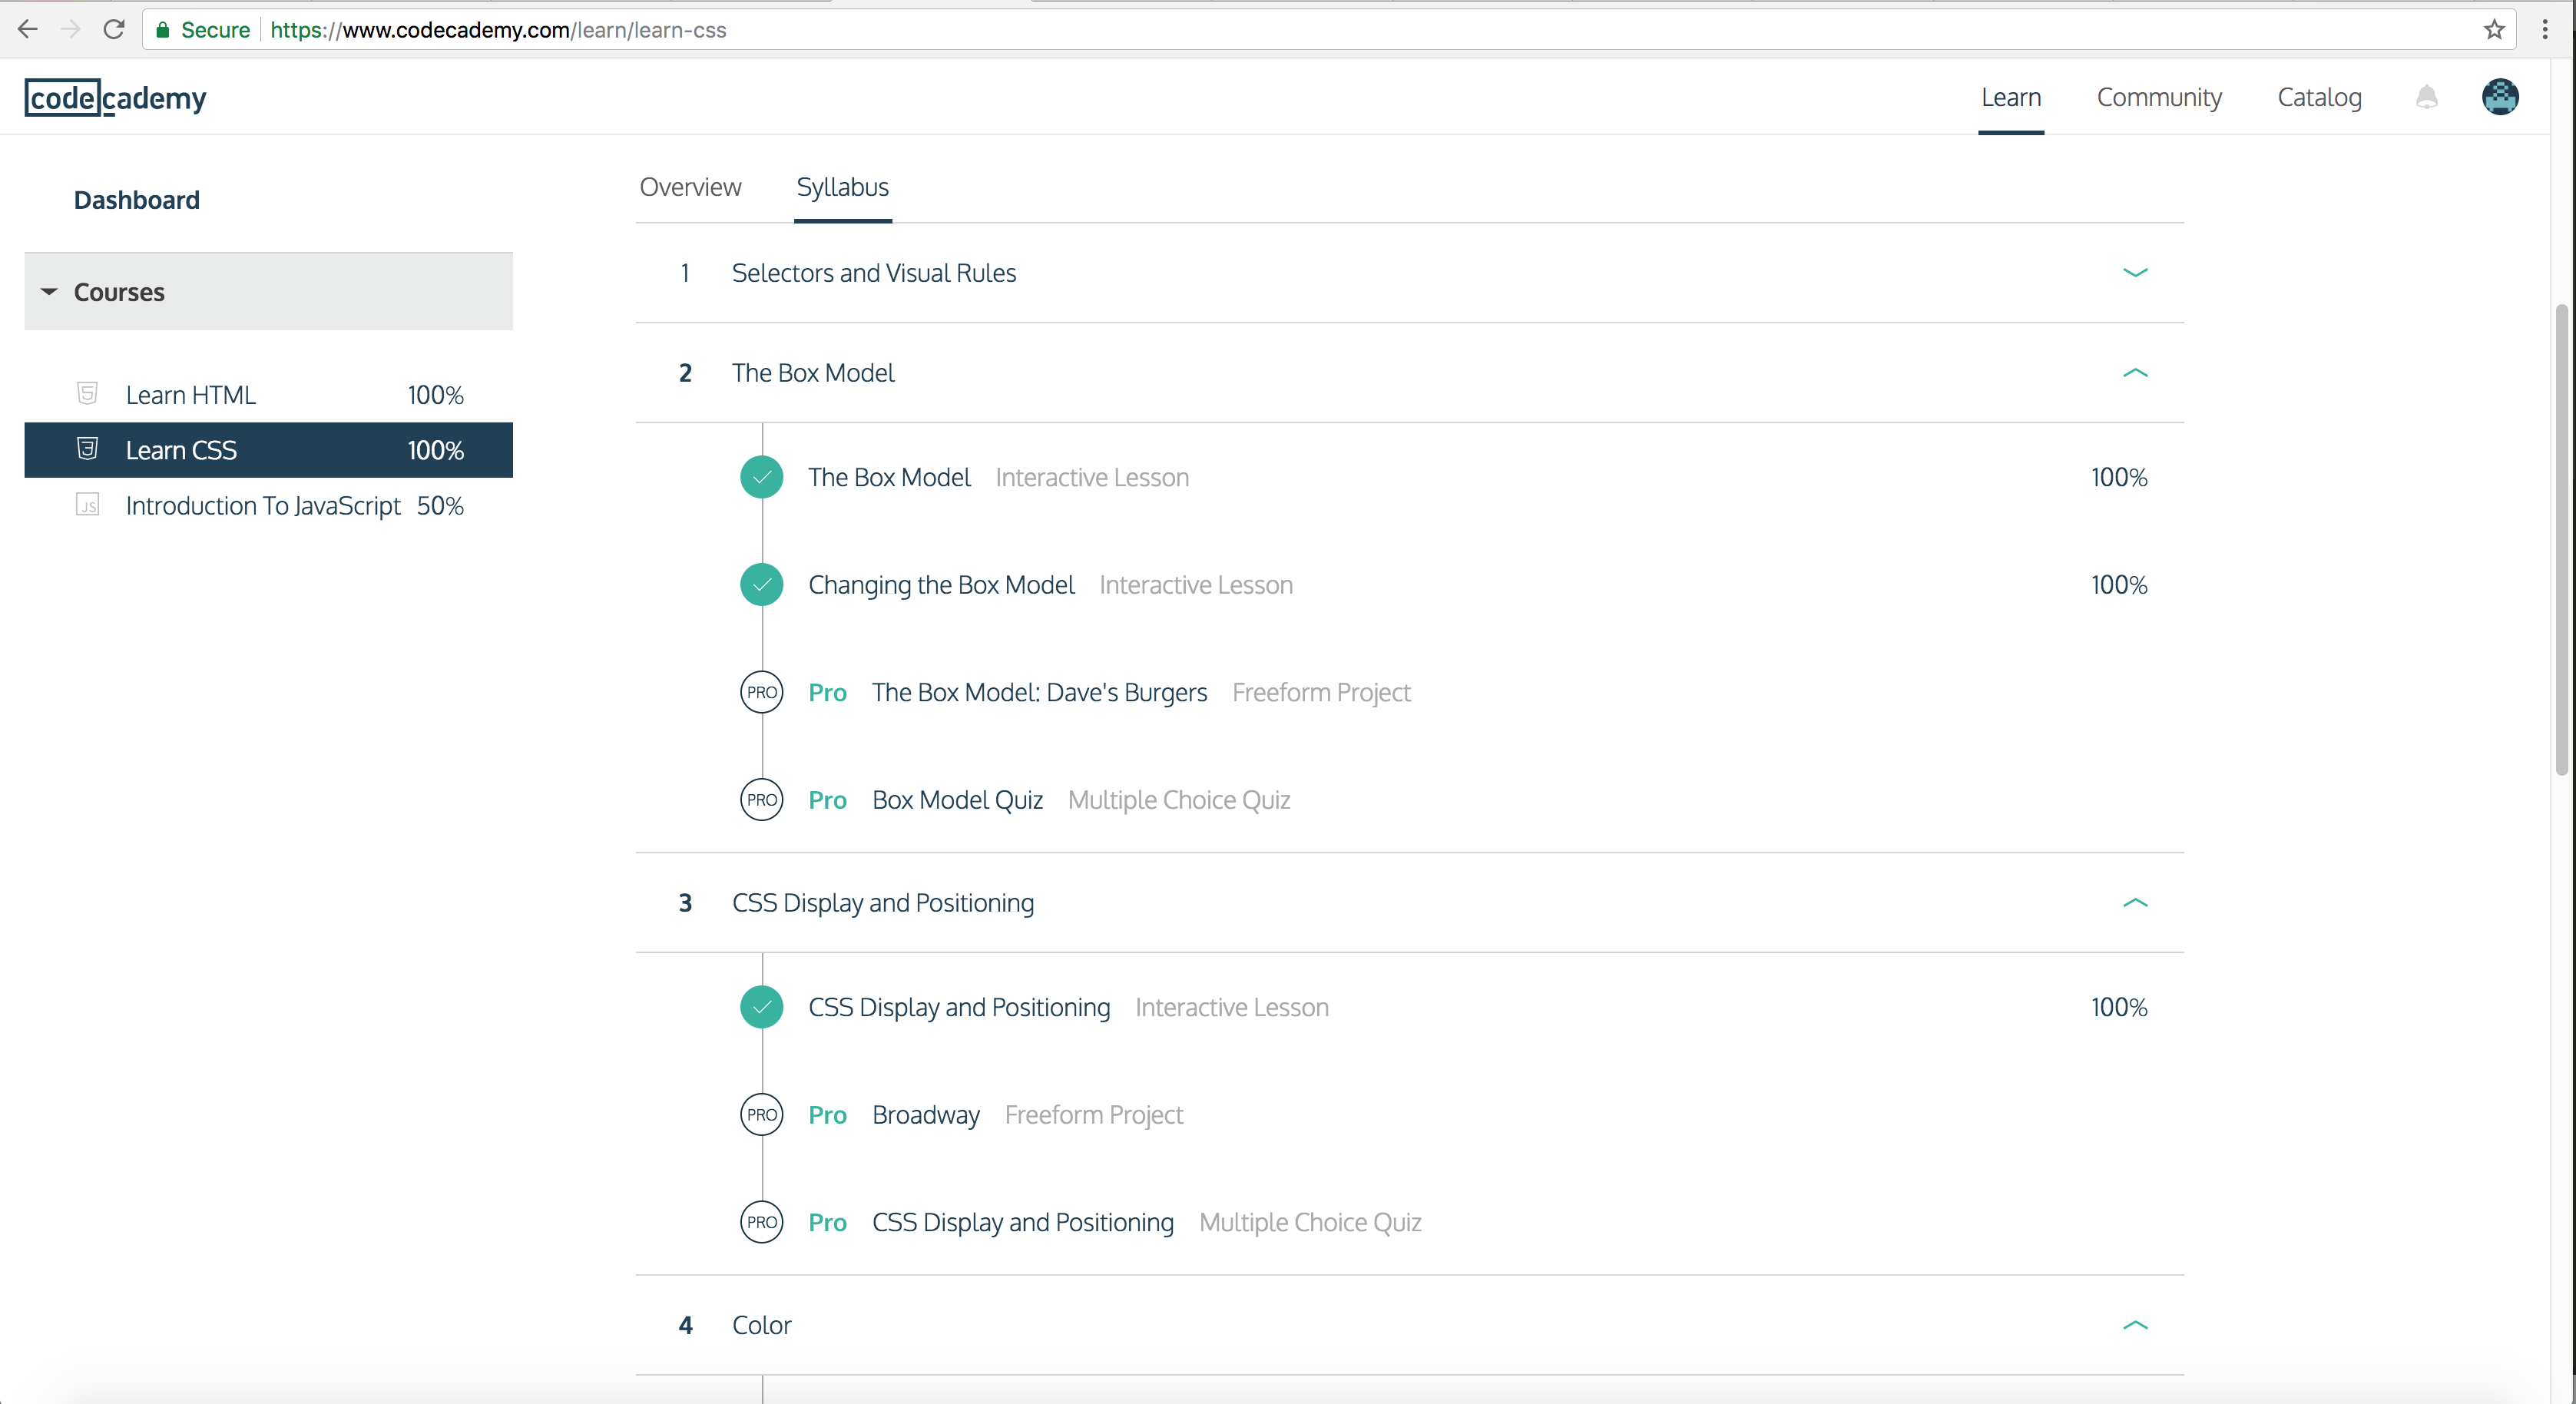 Secure https://www.codecademy.com/learn/learn-css
codecademy
Learn Community Catalog
Dashboard
Courses
Learn HTML 100%
Learn CSS 100%
JS Introduction To JavaScript 50%
Overview Syllabus
1 Selectors and Visual Rules
2 The Box Model
The Box Model Interactive Lesson 100%
Changing the Box Model Interactive Lesson 100%
PRO Pro The Box Model: Dave's Burgers Freeform Project
PRO Pro Box Model Quiz Multiple Choice Quiz
3 CSS Display and Positioning
CSS Display and Positioning Interactive Lesson 100%
PRO Pro Broadway Freeform Project
PRO Pro CSS Display and Positioning Multiple Choice Quiz
4 Color